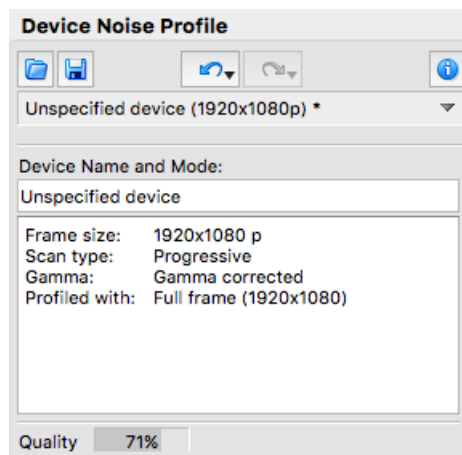 Device Noise Profile
Unspecified device (1920x1080p) *
Device Name and Mode:
Unspecified device
Frame size: 1920x1080 p
Scan type: Progressive
Gamma: Gamma corrected
Profiled with: Full frame (1920x1080)
Quality 71%